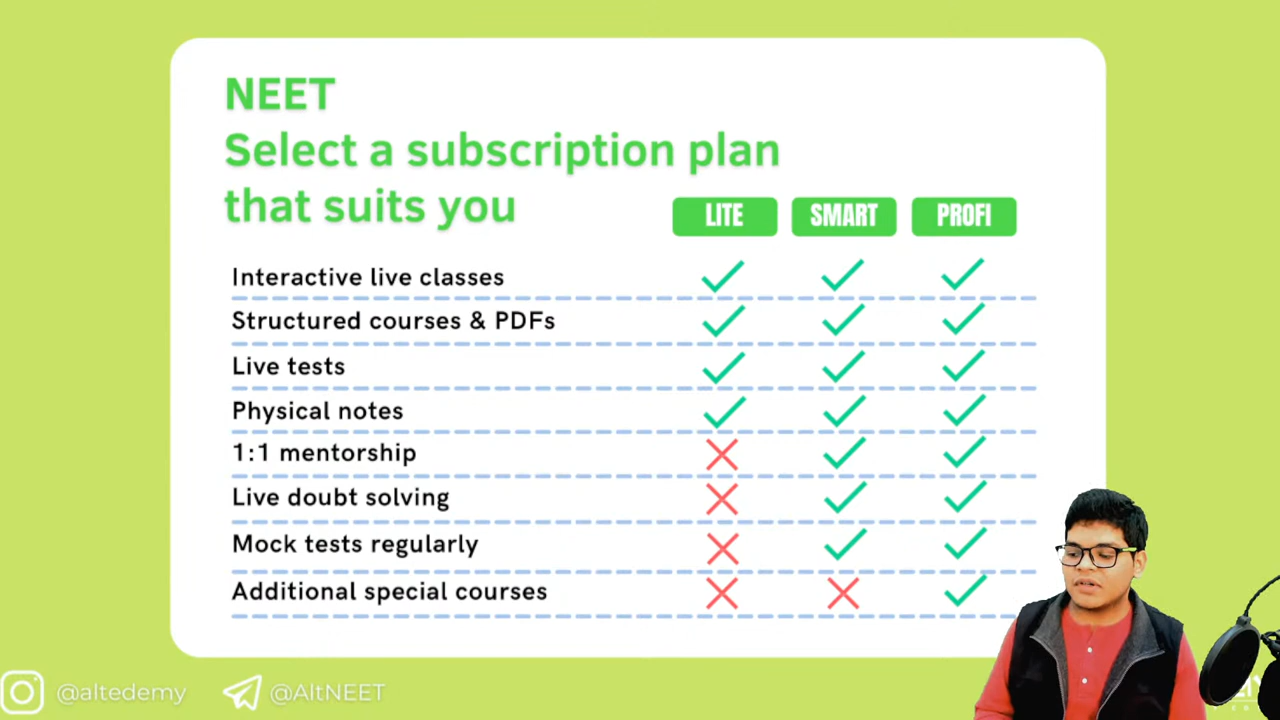 NEET
Select a subscription plan
that suits you
LITE SMART PROFI
Interactive live classes
Structured courses & PDFs
Live tests
Physical notes
1:1 mentorship
Live doubt solving
Mock tests regularly
Additional special courses
@altedemy @AltNEET